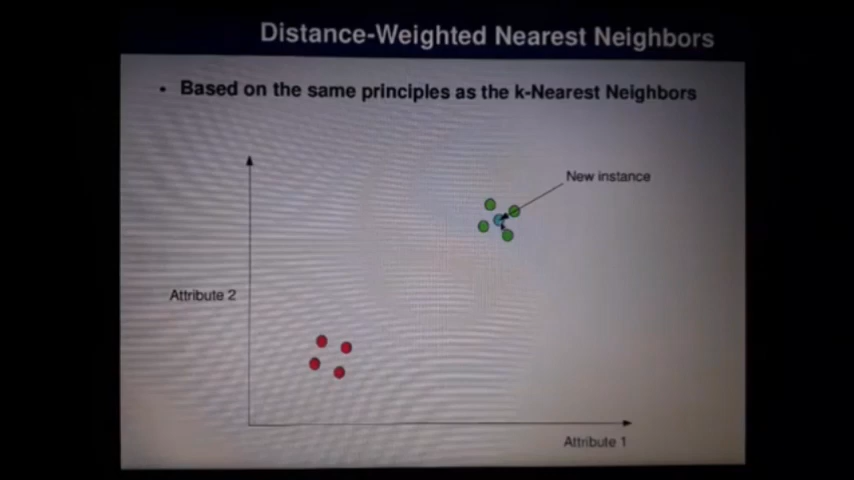 Distance-Weighted Nearest Neighbors
• Based on the same principles as the k-Nearest Neighbors
New instance
Attribute 2
Attribute 1